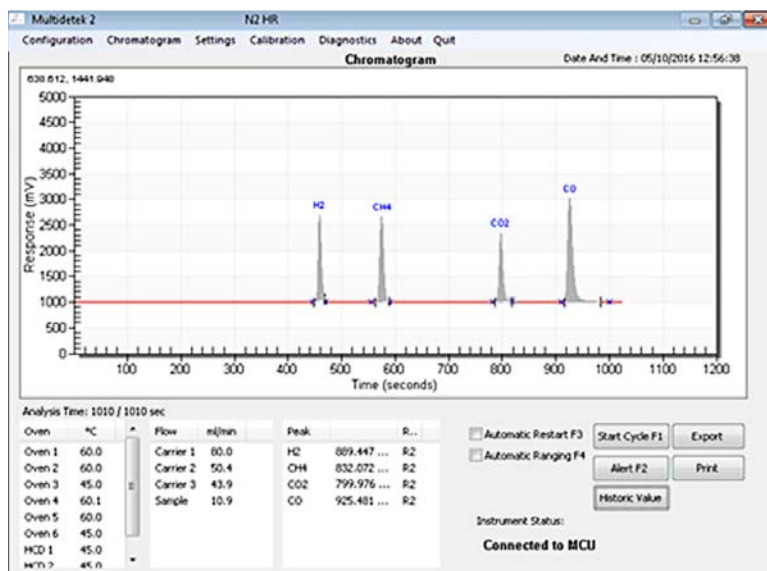 Multidetek 2 N2 HR
Configuration Chromatogram Settings Calibration Diagnostics About Quit
Chromatogram Date And Time : 05/10/2016 12:56:38
638.612, 1441.948
Response (mV)
5000
4500
4000
3500
3000
2500
2000
1500
1000
500
0
H2 CH4 CO2 CO
100 200 300 400 500 600 700 800 900 1000 1100 1200
Time (seconds)
Analysis Time: 1010 / 1010 sec
Oven °C
Oven 1 60.0
Oven 2 60.0
Oven 3 45.0
Oven 4 60.1
Oven 5 60.0
Oven 6 45.0
HCD 1 45.0
HCD 2 45.0
Flow ml/min
Carrier 1 80.0
Carrier 2 50.4
Carrier 3 43.9
Sample 10.9
Peak R...
H2 889.447 ... R2
CH4 832.072 ... R2
CO2 799.976 ... R2
CO 925.481 ... R2
Automatic Restart F3
Automatic Ranging F4
Start Cycle F1 Export
Alert F2 Print
Historic Value
Instrument Status:
Connected to MCU